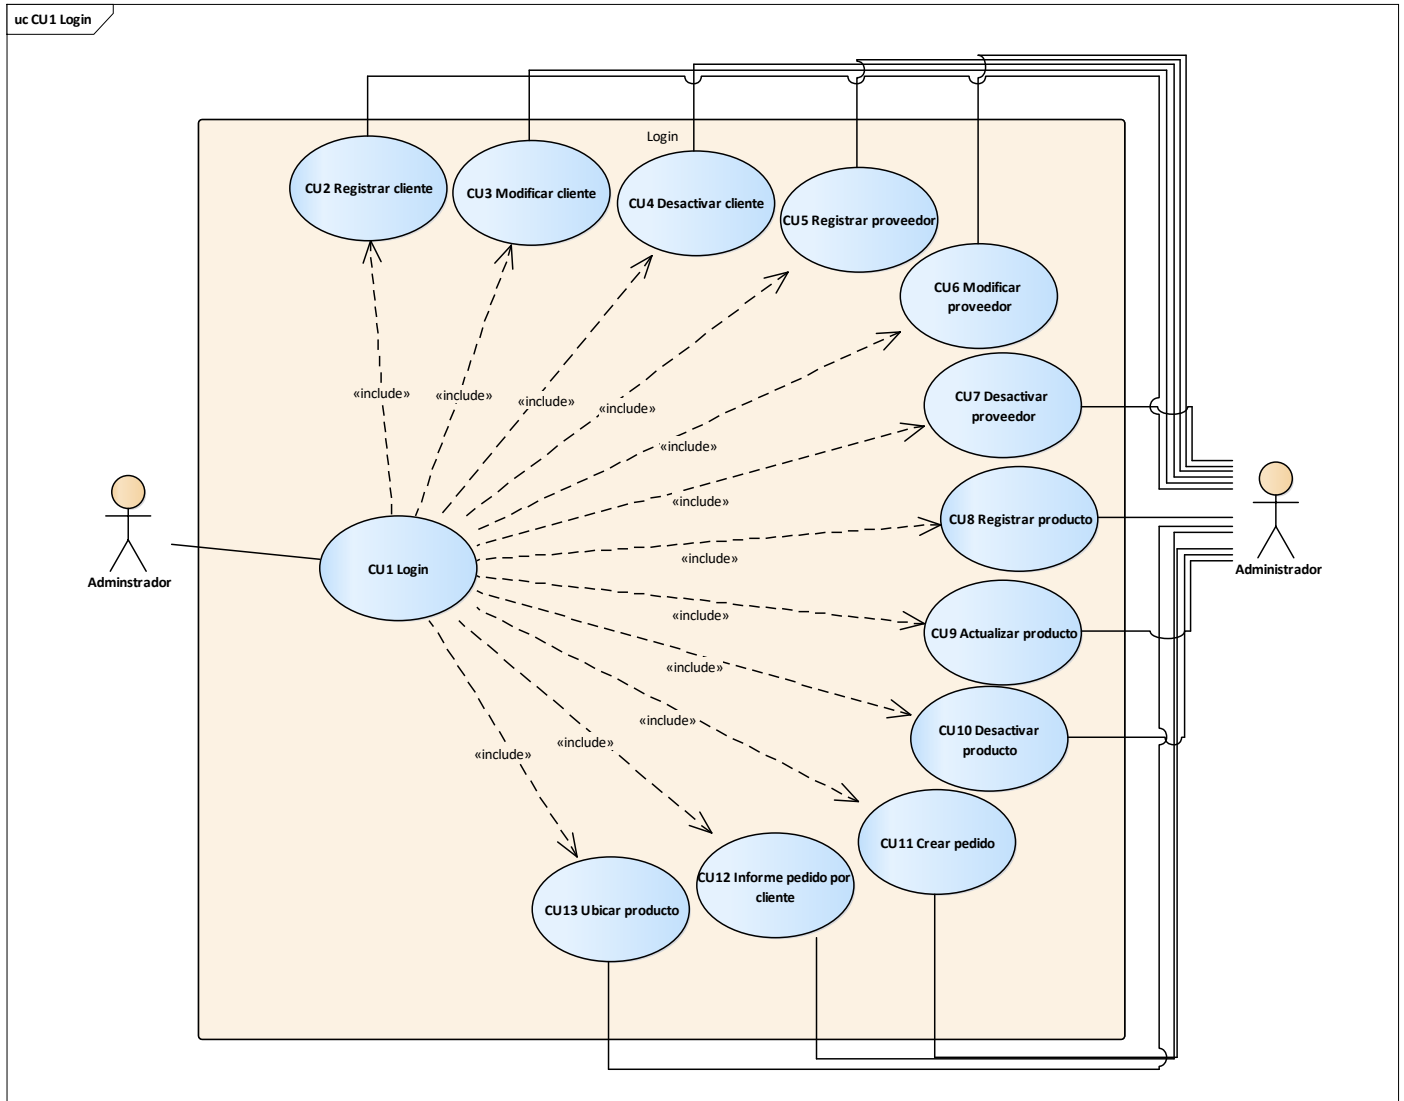 uc CU1 Login
Login
CU2 Registrar cliente
CU3 Modificar cliente
CU4 Desactivar cliente
CU5 Registrar proveedor
CU6 Modificar
proveedor
CU7 Desactivar
proveedor
«include»
«include»
«include»
«include»
«include»
«include»
CU8 Registrar producto
«include»
CU1 Login
Adminstrador
Administrador
«include»
CU9 Actualizar producto
«include»
«include»
CU10 Desactivar
producto
«include»
«include»
CU11 Crear pedido
CU12 Informe pedido por
cliente
CU13 Ubicar producto